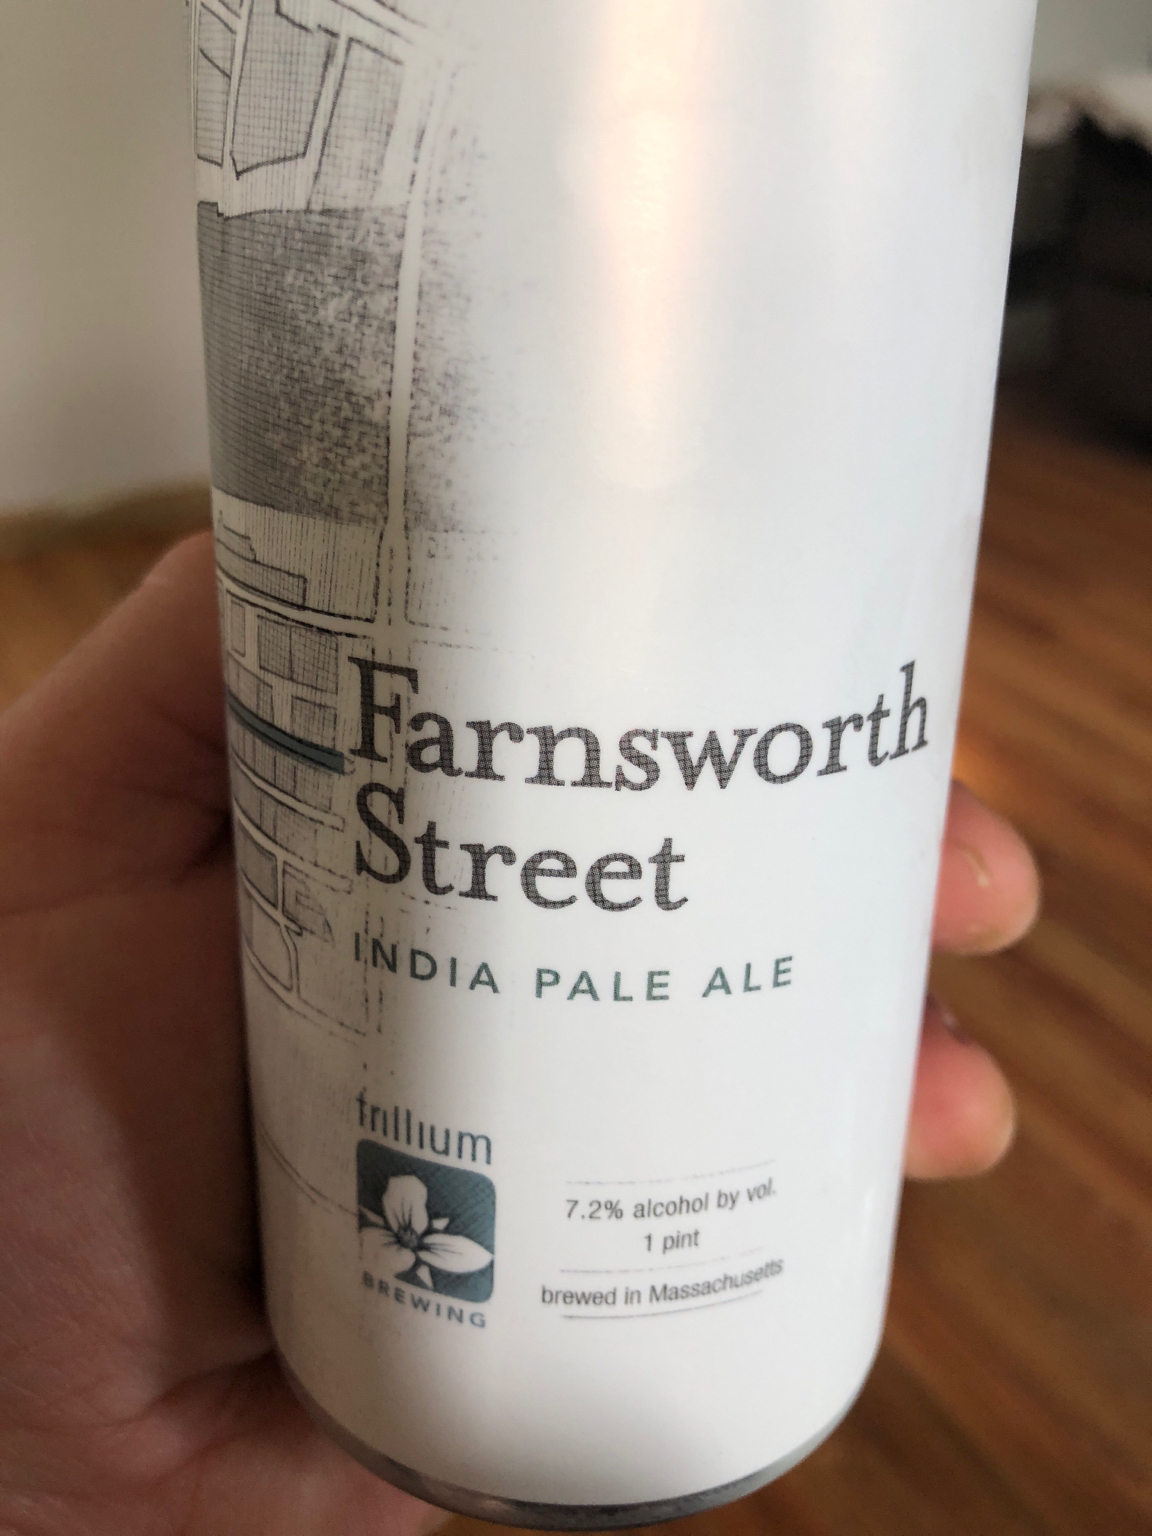 Farnsworth
Street
INDIA PALE ALE
trillium
BREWING
7.2% alcohol by vol.
1 pint
brewed in Massachusetts